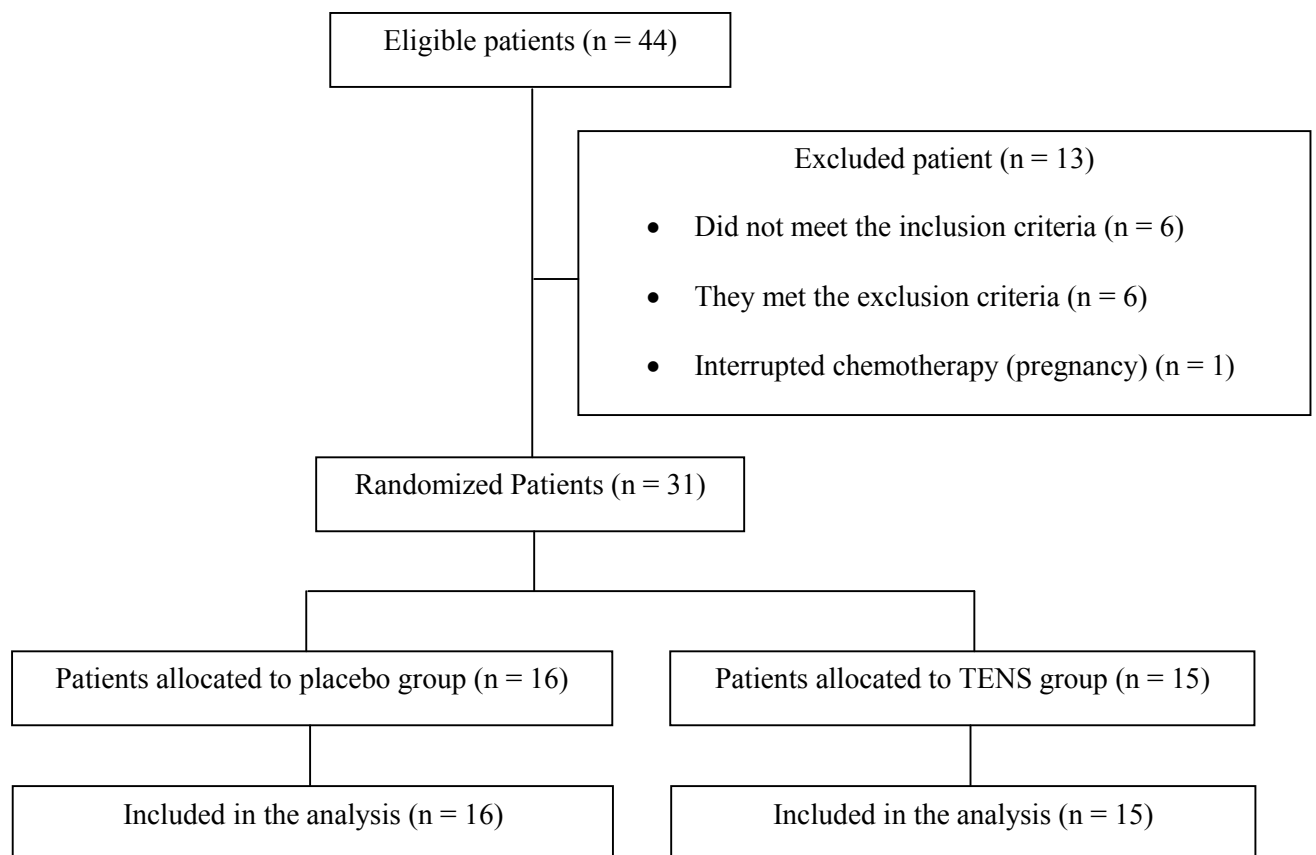 Eligible patients (n = 44)
Excluded patient (n = 13)
• Did not meet the inclusion criteria (n = 6)
• They met the exclusion criteria (n = 6)
• Interrupted chemotherapy (pregnancy) (n = 1)
Randomized Patients (n = 31)
Patients allocated to placebo group (n = 16)
Patients allocated to TENS group (n = 15)
Included in the analysis (n = 16)
Included in the analysis (n = 15)